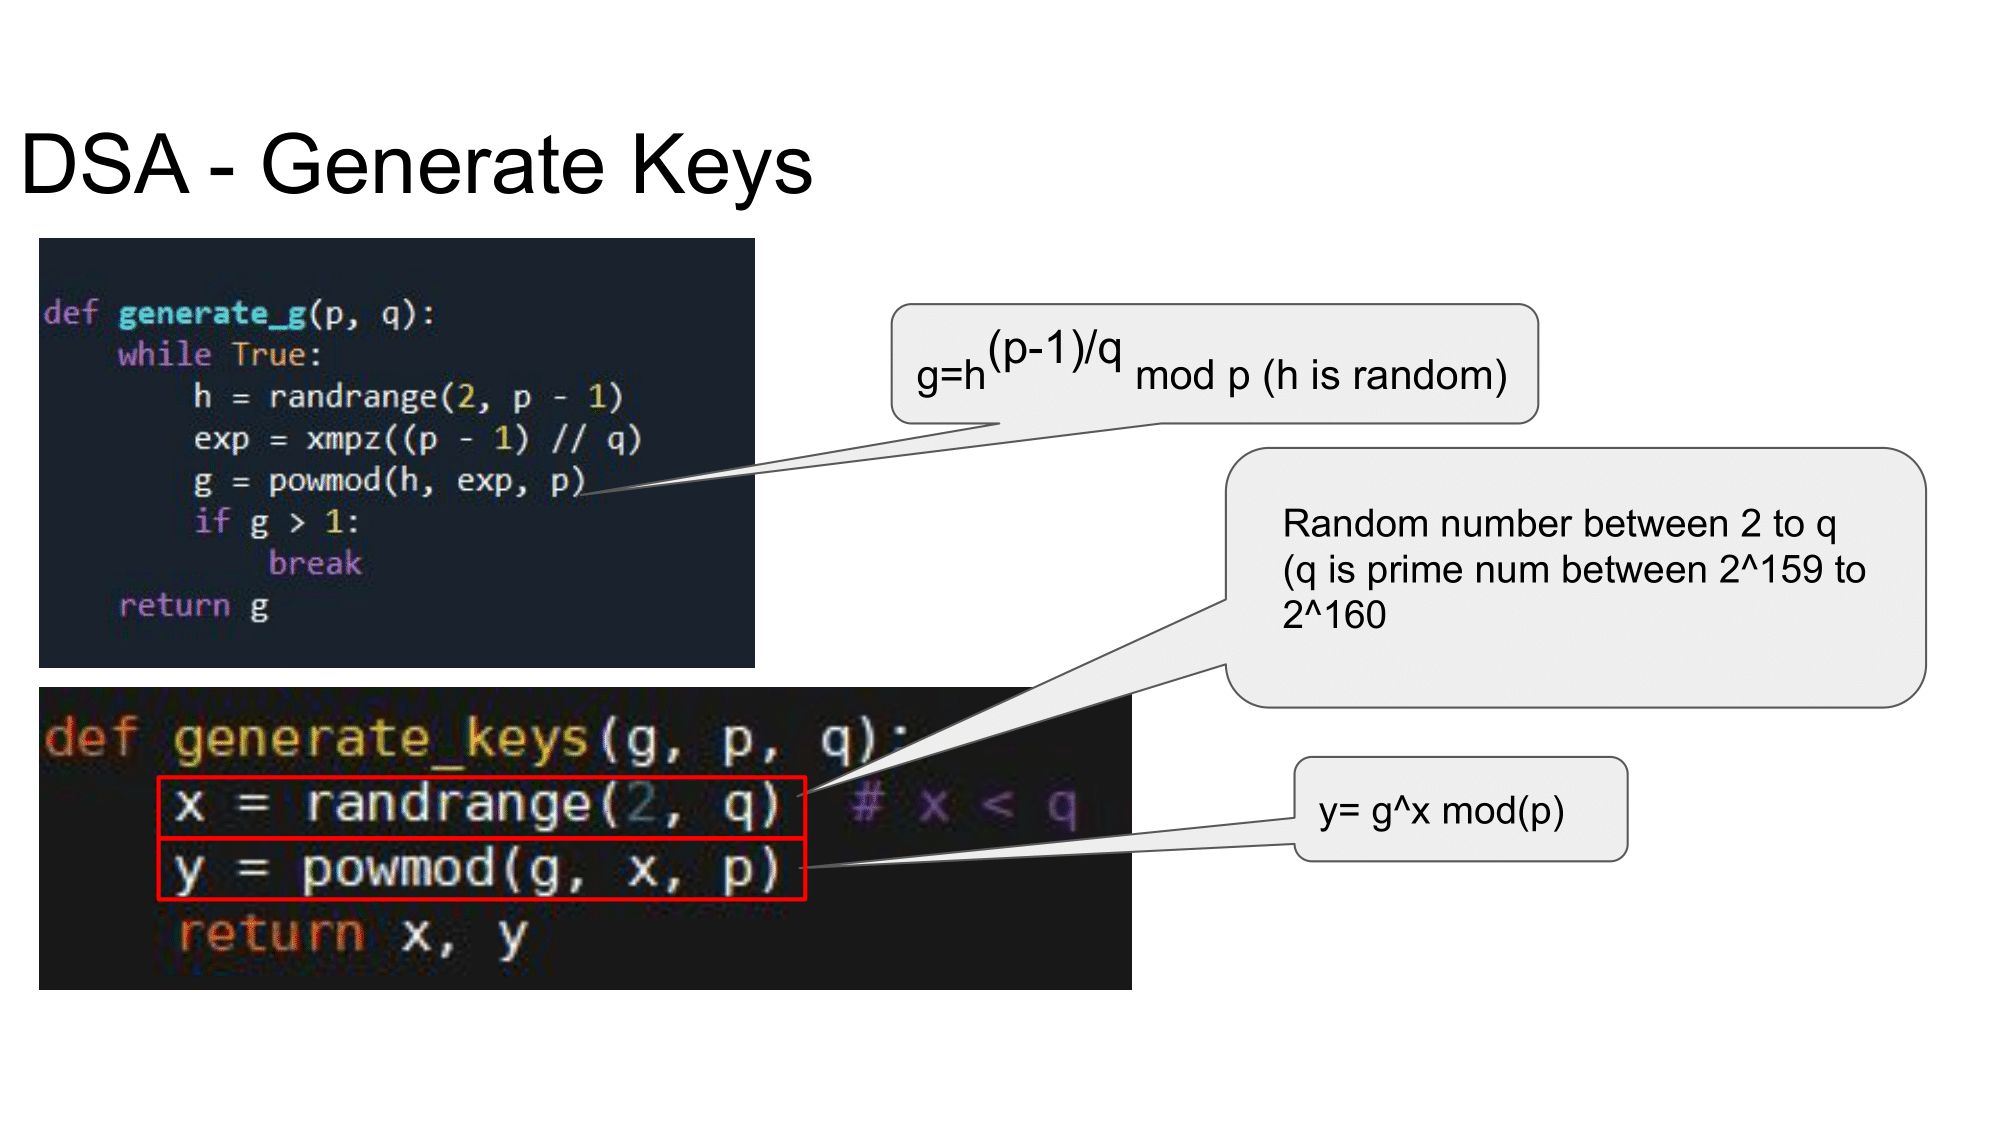 DSA - Generate Keys
def generate_g(p, q):
    while True:
        h = randrange(2, p - 1)
        exp = xmpz((p - 1) // q)
        g = powmod(h, exp, p)
        if g > 1:
            break
    return g
g=h(p-1)/q mod p (h is random)
Random number between 2 to q
(q is prime num between 2^159 to
2^160
def generate_keys(g, p, q):
    x = randrange(2, q)  # x < q
    y = powmod(g, x, p)
    return x, y
y= g^x mod(p)